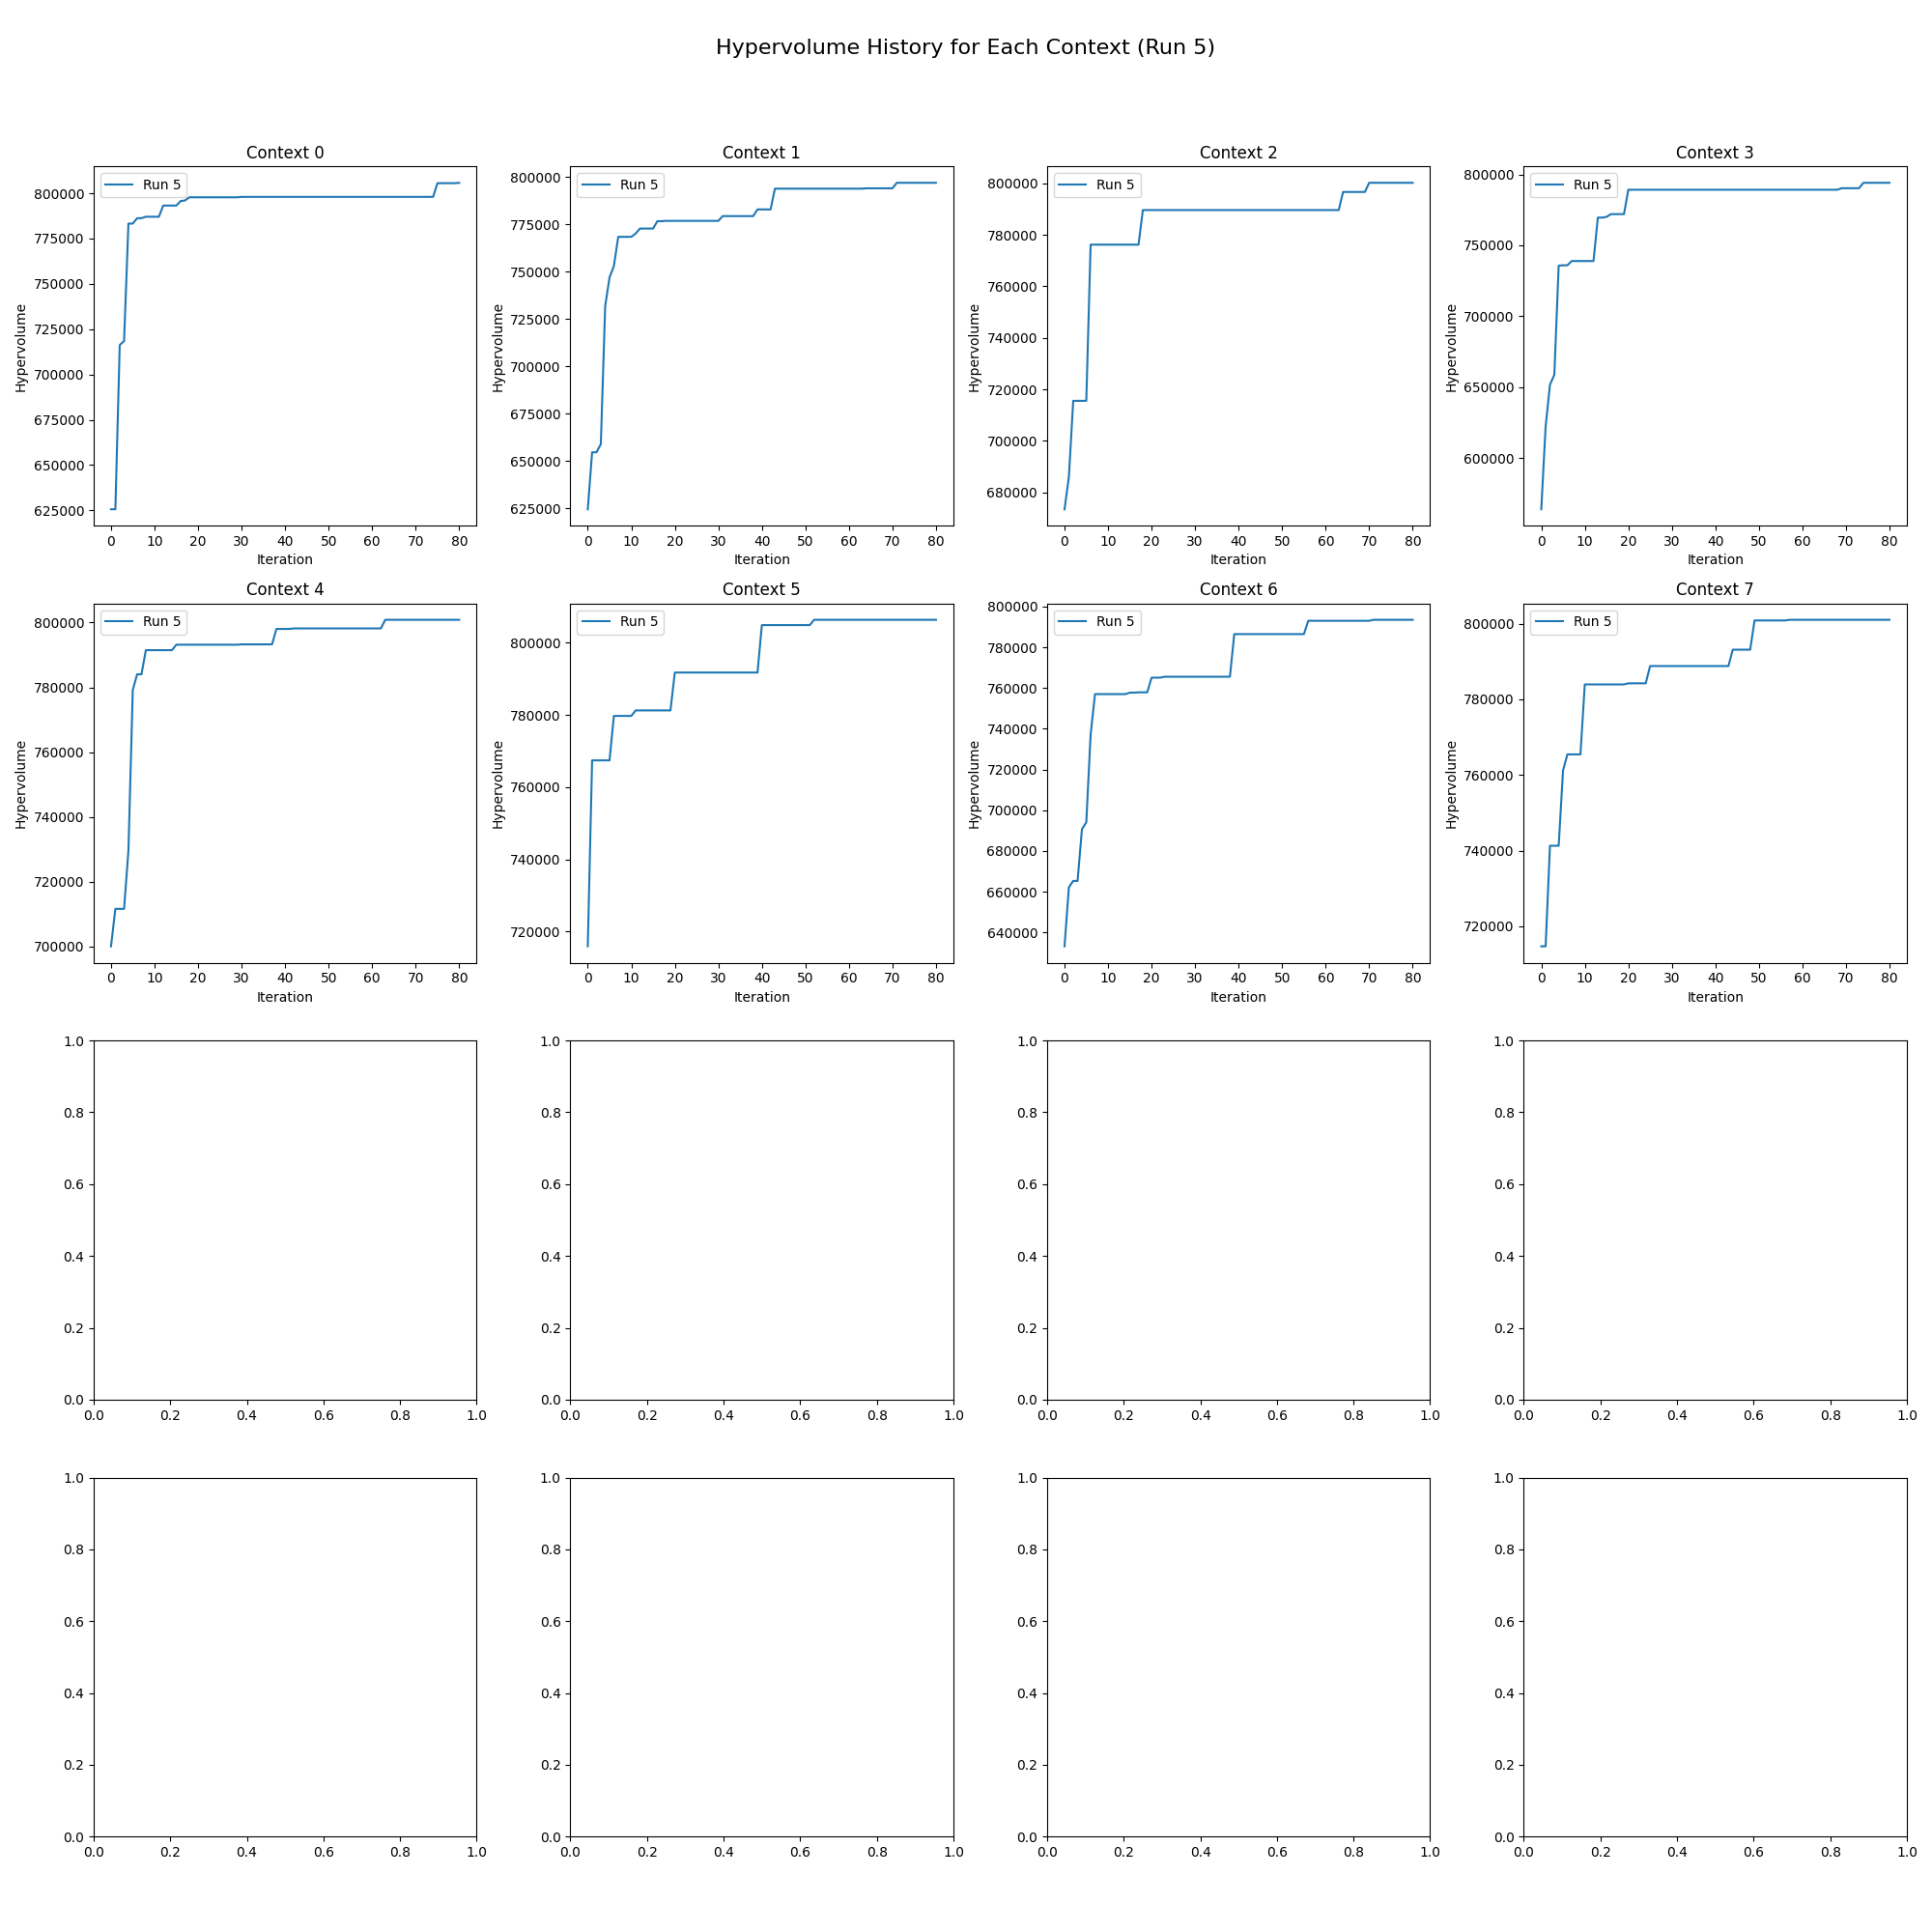 Hypervolume History for Each Context (Run 5)
Context 0
Run 5
800000
775000
750000
725000
700000
675000
650000
625000
Hypervolume
0 10 20 30 40 50 60 70 80
Iteration
Context 1
Run 5
800000
775000
750000
725000
700000
675000
650000
625000
Hypervolume
0 10 20 30 40 50 60 70 80
Iteration
Context 2
Run 5
800000
780000
760000
740000
720000
700000
680000
Hypervolume
0 10 20 30 40 50 60 70 80
Iteration
Context 3
Run 5
800000
750000
700000
650000
600000
Hypervolume
0 10 20 30 40 50 60 70 80
Iteration
Context 4
Run 5
800000
780000
760000
740000
720000
700000
Hypervolume
0 10 20 30 40 50 60 70 80
Iteration
Context 5
Run 5
800000
780000
760000
740000
720000
Hypervolume
0 10 20 30 40 50 60 70 80
Iteration
Context 6
Run 5
800000
780000
760000
740000
720000
700000
680000
660000
640000
Hypervolume
0 10 20 30 40 50 60 70 80
Iteration
Context 7
Run 5
800000
780000
760000
740000
720000
Hypervolume
0 10 20 30 40 50 60 70 80
Iteration
1.0
0.8
0.6
0.4
0.2
0.0
0.0 0.2 0.4 0.6 0.8 1.0
1.0
0.8
0.6
0.4
0.2
0.0
0.0 0.2 0.4 0.6 0.8 1.0
1.0
0.8
0.6
0.4
0.2
0.0
0.0 0.2 0.4 0.6 0.8 1.0
1.0
0.8
0.6
0.4
0.2
0.0
0.0 0.2 0.4 0.6 0.8 1.0
1.0
0.8
0.6
0.4
0.2
0.0
0.0 0.2 0.4 0.6 0.8 1.0
1.0
0.8
0.6
0.4
0.2
0.0
0.0 0.2 0.4 0.6 0.8 1.0
1.0
0.8
0.6
0.4
0.2
0.0
0.0 0.2 0.4 0.6 0.8 1.0
1.0
0.8
0.6
0.4
0.2
0.0
0.0 0.2 0.4 0.6 0.8 1.0